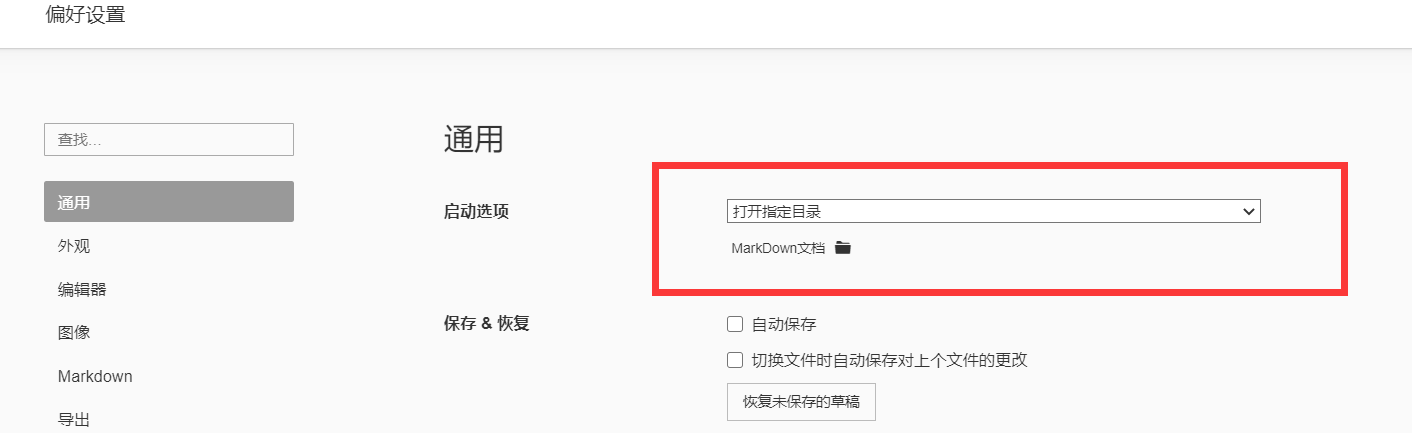 偏好设置
查找...
通用
外观
编辑器
图像
Markdown
导出
通用
启动选项
打开指定目录
MarkDown文档
保存 & 恢复
自动保存
切换文件时自动保存对上个文件的更改
恢复未保存的草稿